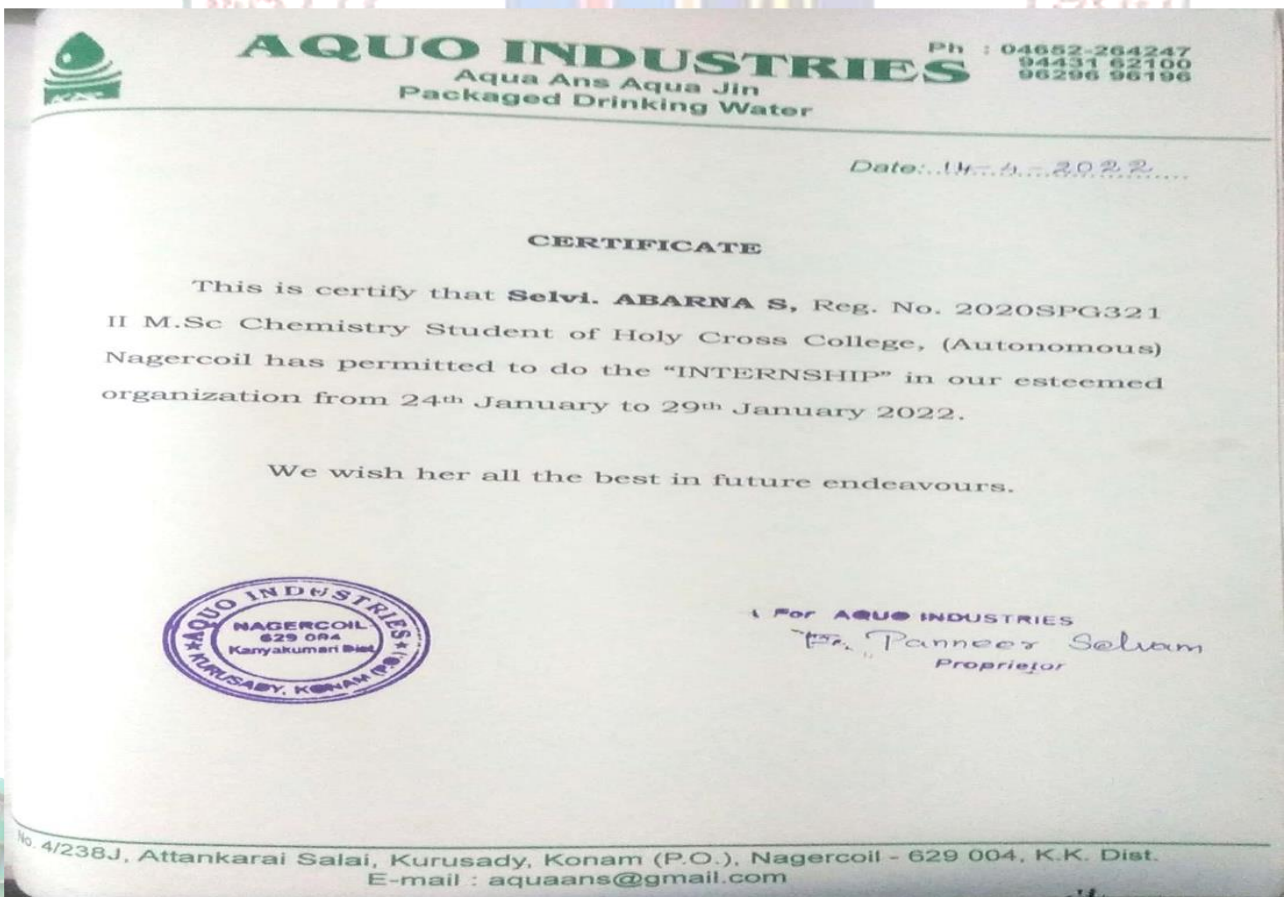 AQUO INDUSTRIES
Aqua Ans Aqua Jin
Packaged Drinking Water
Ph : 04652-264247
94431 62100
96296 96196
Date: 14-4-2022
CERTIFICATE
This is certify that Selvi. ABARNA S, Reg. No. 2020SPG321
II M.Sc Chemistry Student of Holy Cross College, (Autonomous)
Nagercoil has permitted to do the “INTERNSHIP” in our esteemed
organization from 24th January to 29th January 2022.
We wish her all the best in future endeavours.
AQUO INDUSTRIES
NAGERCOIL
629 004
Kanyakumari Dist
KURUSADY, KONAM (P.O.)
For AQUO INDUSTRIES
Panneer Selvam
Proprietor
No. 4/238J, Attankarai Salai, Kurusady, Konam (P.O.), Nagercoil - 629 004, K.K. Dist.
E-mail : aquaans@gmail.com